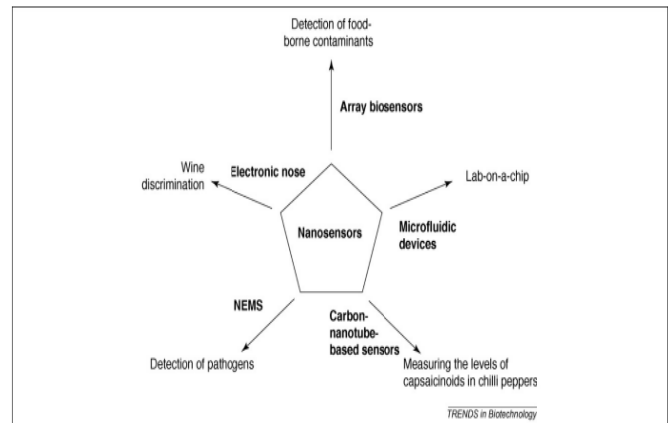 Detection of food-
borne contaminants
Array biosensors
Wine
discrimination
Electronic nose
Lab-on-a-chip
Nanosensors
Microfluidic
devices
NEMS
Carbon-
nanotube-
based sensors
Detection of pathogens
Measuring the levels of
capsaicinoids in chilli peppers
TRENDS in Biotechnology